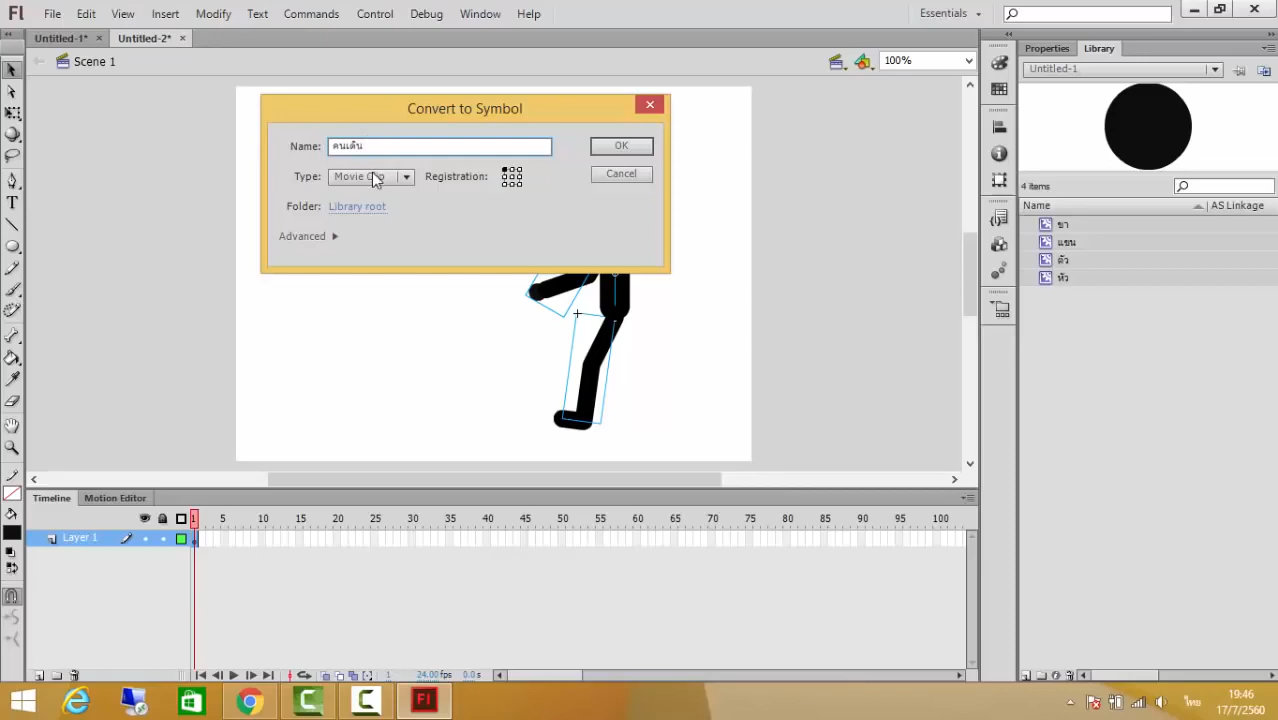 Fl File Edit View Insert Modify Text Commands Control Debug Window Help Essentials
Untitled-1* × Untitled-2* ×
Properties Library
Scene 1
100%
Untitled-1
Convert to Symbol
Name: คนเดิน
OK
Type: Registration:
Cancel
Folder: Library root
Advanced
4 items
Name AS Linkage
ขา
แขน
ตัว
หัว
Timeline Motion Editor
1 5 10 15 20 25 30 35 40 45 50 55 60 65 70 75 80 85 90 95 100
Layer 1
1 24.00 fps 0.0 s
Fl
ไทย
19:46
17/7/2560